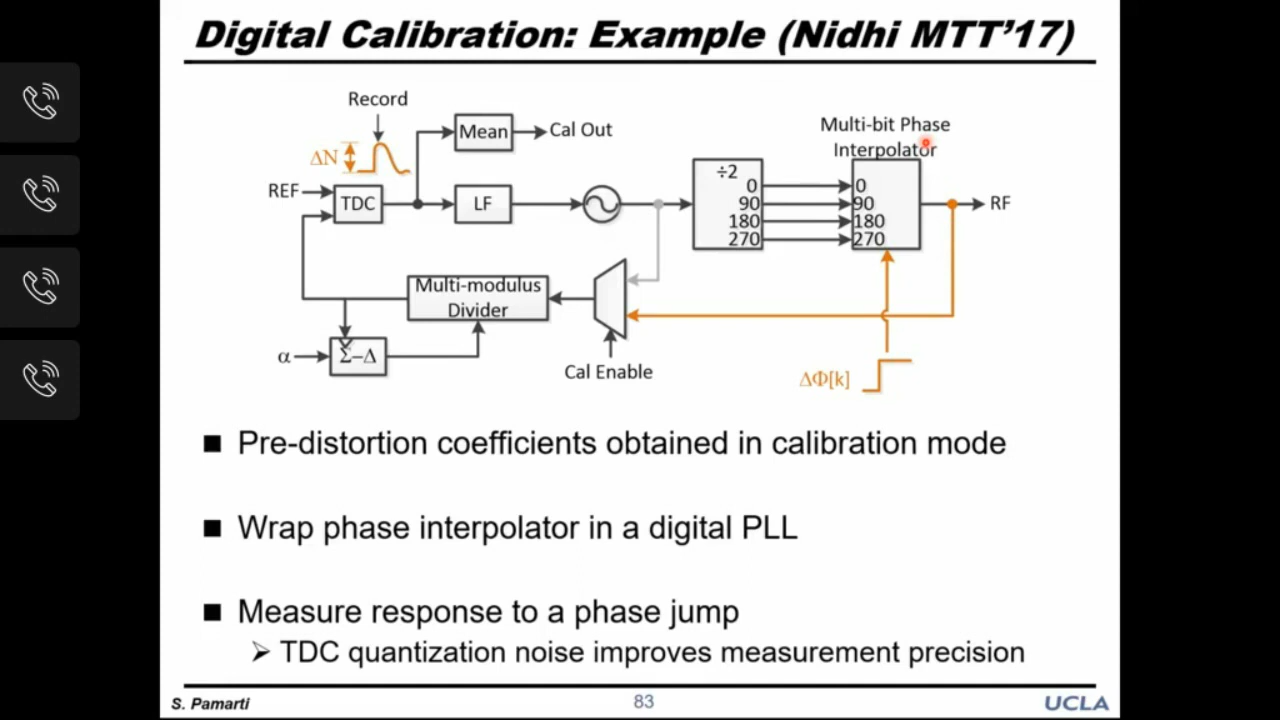 Digital Calibration: Example (Nidhi MTT'17)
Record
ΔN
Mean
Cal Out
Multi-bit Phase
Interpolator
REF
TDC
LF
÷2
0
90
180
270
0
90
180
270
RF
Multi-modulus
Divider
α
Σ–Δ
Cal Enable
ΔΦ[k]
■ Pre-distortion coefficients obtained in calibration mode
■ Wrap phase interpolator in a digital PLL
■ Measure response to a phase jump
➢ TDC quantization noise improves measurement precision
S. Pamarti
83
UCLA